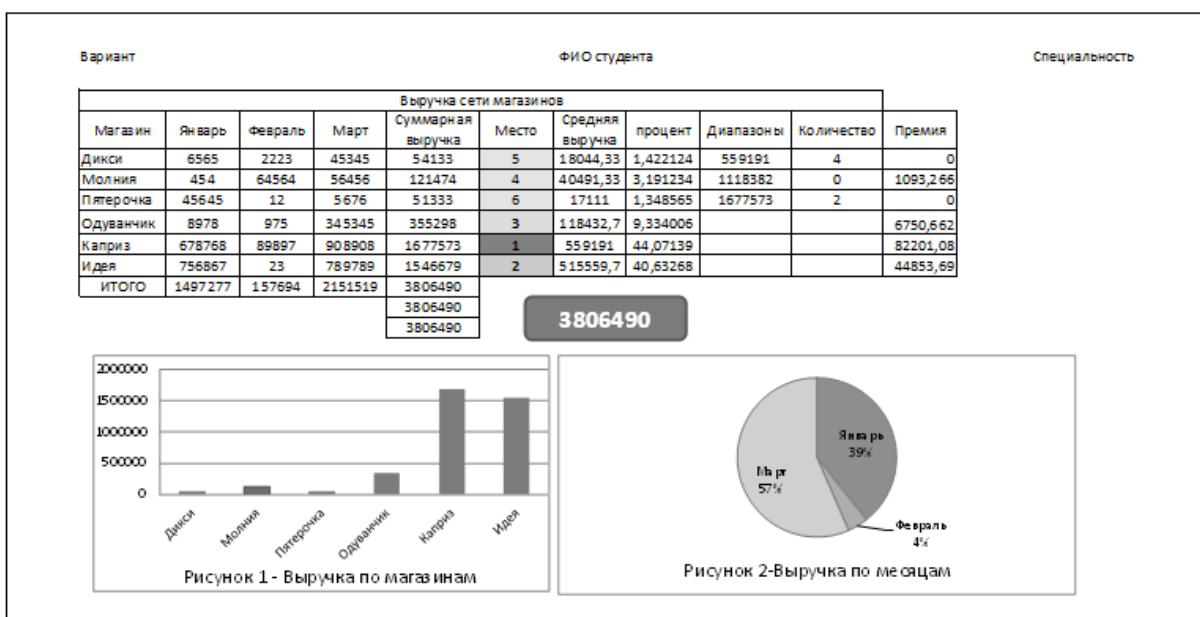 Вариант ФИО студента Специальность
Выручка сети магазинов
Магазин Январь Февраль Март Суммарная выручка Место Средняя выручка процент Диапазоны Количество Премия
Дикси 6565 2223 45345 54133 5 18044,33 1,422124 559191 4 0
Молния 454 64564 56456 121474 4 40491,33 3,191234 1118382 0 1093,266
Пятерочка 45645 12 5676 51333 6 17111 1,348565 1677573 2 0
Одуванчик 8978 975 345345 355298 3 118432,7 9,334006 6750,662
Каприз 678768 89897 908908 1677573 1 559191 44,07139 82201,08
Идея 756867 23 789789 1546679 2 515559,7 40,63268 44853,69
ИТОГО 1497277 157694 2151519 3806490
3806490
3806490
3806490
2000000
1500000
1000000
500000
0
Дикси Молния Пятерочка Одуванчик Каприз Идея
Рисунок 1 - Выручка по магазинам
Январь
39%
Март
57%
Февраль
4%
Рисунок 2-Выручка по месяцам